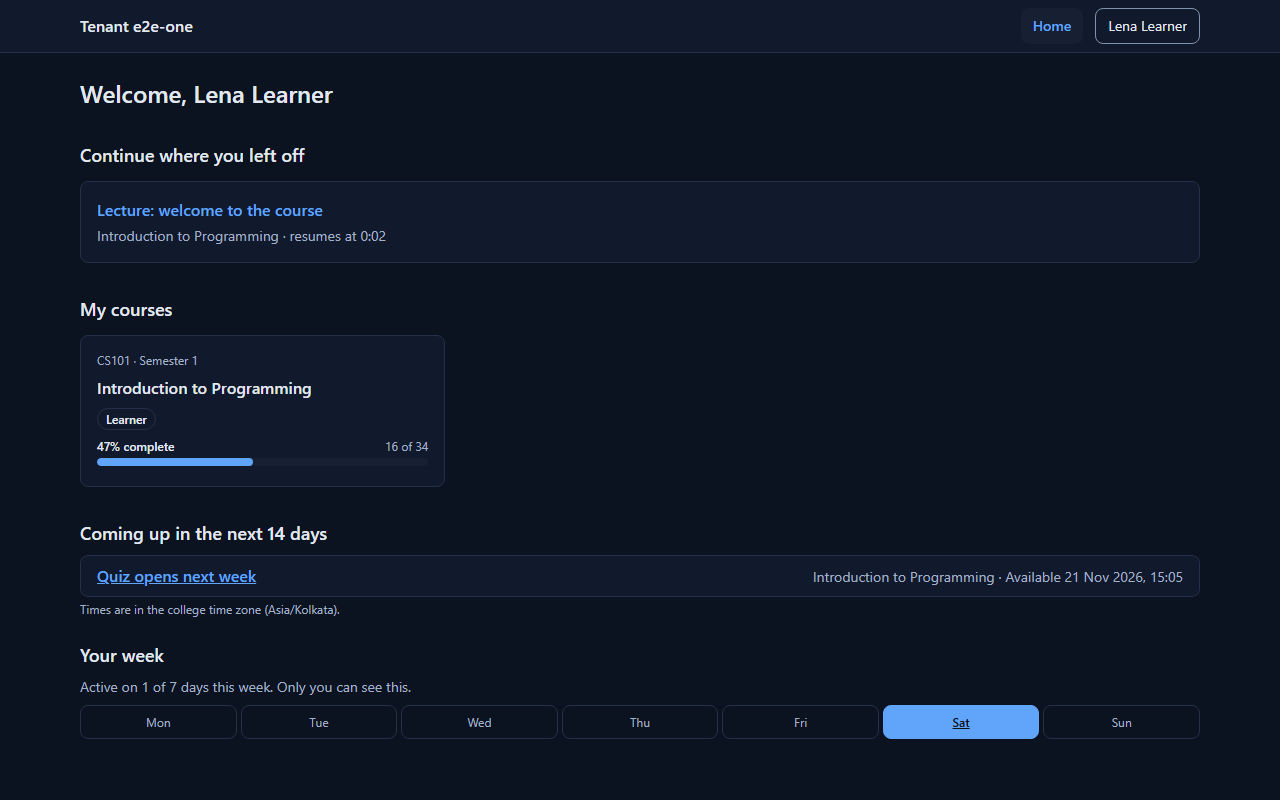 Tenant e2e-one
Home
Lena Learner
Welcome, Lena Learner
Continue where you left off
Lecture: welcome to the course
Introduction to Programming · resumes at 0:02
My courses
CS101 · Semester 1
Introduction to Programming
Learner
47% complete
16 of 34
Coming up in the next 14 days
Quiz opens next week
Introduction to Programming · Available 21 Nov 2026, 15:05
Times are in the college time zone (Asia/Kolkata).
Your week
Active on 1 of 7 days this week. Only you can see this.
Mon
Tue
Wed
Thu
Fri
Sat
Sun